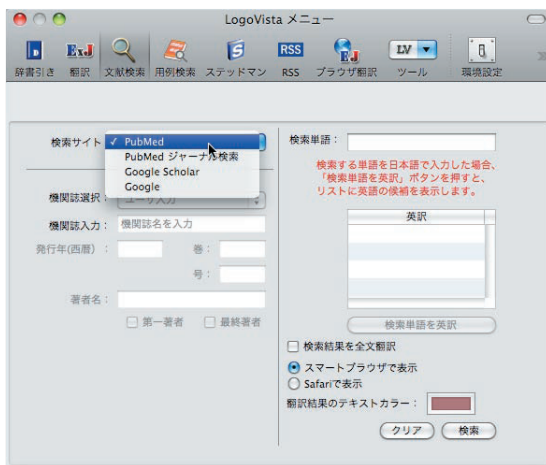 LogoVista メニュー
ExJ RSS EJ LV
辞書引き 翻訳 文献検索 用例検索 ステッドマン RSS ブラウザ翻訳 ツール 環境設定
検索サイト
✓ PubMed
PubMed ジャーナル検索
Google Scholar
Google
機関誌選択： ユーザ入力
機関誌入力： 機関誌名を入力
発行年(西暦)： 巻：
号：
著者名：
第一著者 最終著者
検索単語：
検索する単語を日本語で入力した場合、
「検索単語を英訳」ボタンを押すと、
リストに英語の候補を表示します。
英訳
検索単語を英訳
検索結果を全文翻訳
スマートブラウザで表示
Safariで表示
翻訳結果のテキストカラー：
クリア 検索